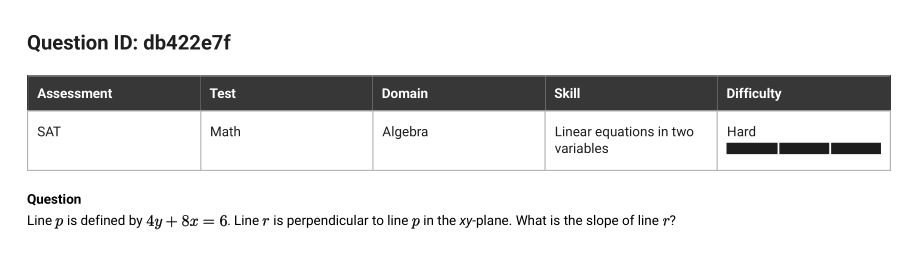 Question ID: db422e7f
Assessment Test Domain Skill Difficulty
SAT Math Algebra Linear equations in two variables Hard
Question
Line p is defined by 4y + 8x = 6. Line r is perpendicular to line p in the xy-plane. What is the slope of line r?